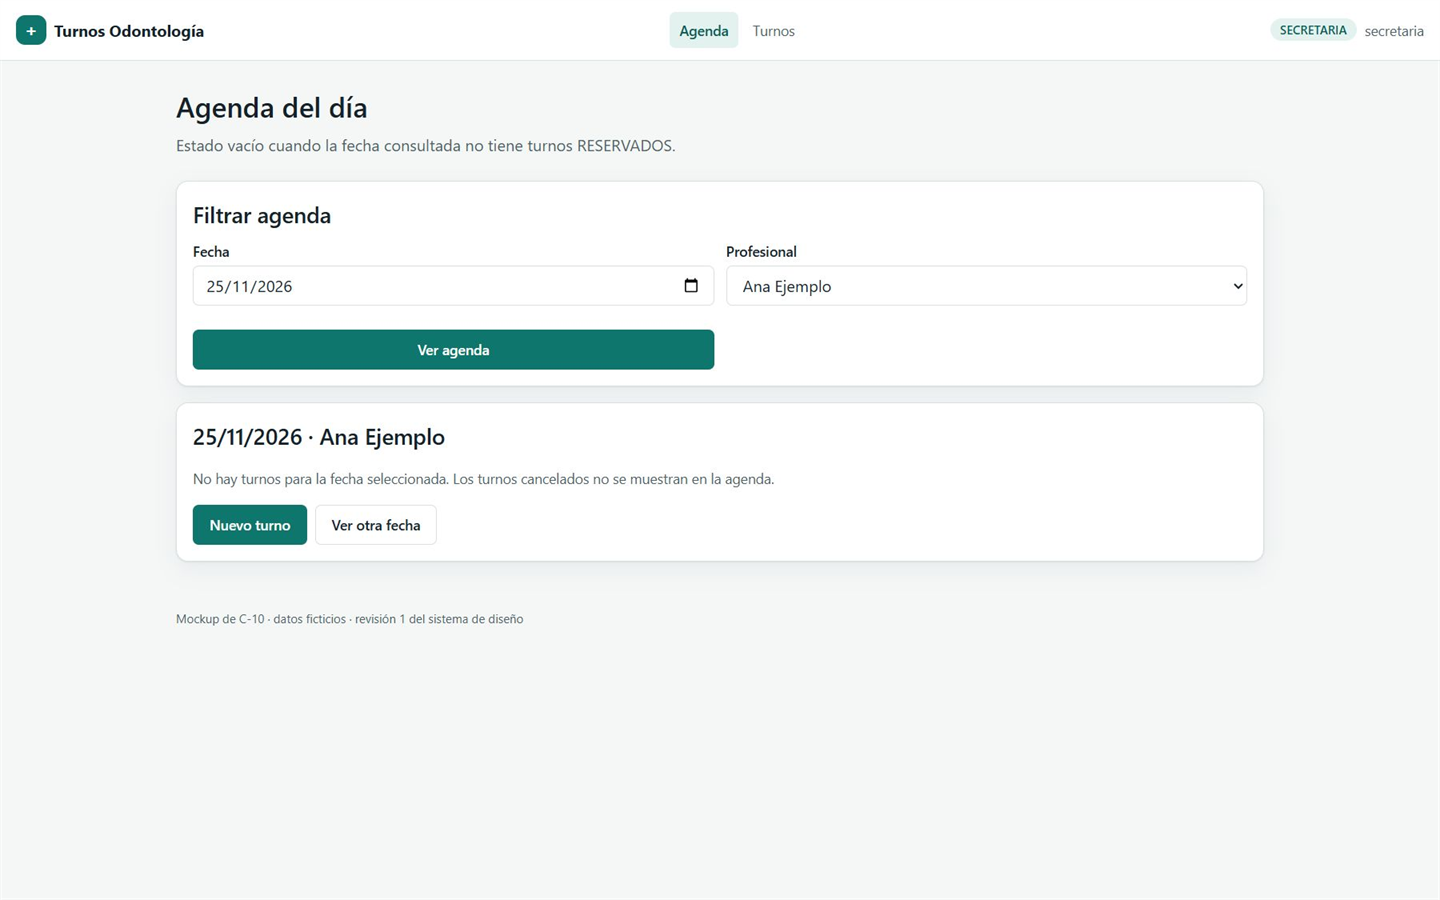 + Turnos Odontología
Agenda
Turnos
SECRETARIA secretaria
Agenda del día
Estado vacío cuando la fecha consultada no tiene turnos RESERVADOS.
Filtrar agenda
Fecha
Profesional
25/11/2026
Ana Ejemplo
Ver agenda
25/11/2026 · Ana Ejemplo
No hay turnos para la fecha seleccionada. Los turnos cancelados no se muestran en la agenda.
Nuevo turno
Ver otra fecha
Mockup de C-10 · datos ficticios · revisión 1 del sistema de diseño